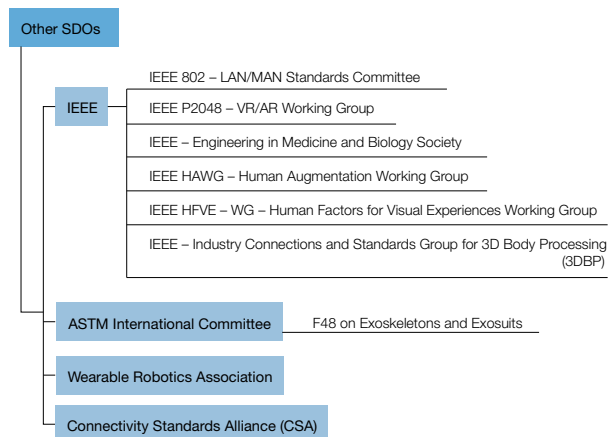 Other SDOs
IEEE
IEEE 802 – LAN/MAN Standards Committee
IEEE P2048 – VR/AR Working Group
IEEE – Engineering in Medicine and Biology Society
IEEE HAWG – Human Augmentation Working Group
IEEE HFVE – WG – Human Factors for Visual Experiences Working Group
IEEE – Industry Connections and Standards Group for 3D Body Processing
(3DBP)
ASTM International Committee
F48 on Exoskeletons and Exosuits
Wearable Robotics Association
Connectivity Standards Alliance (CSA)